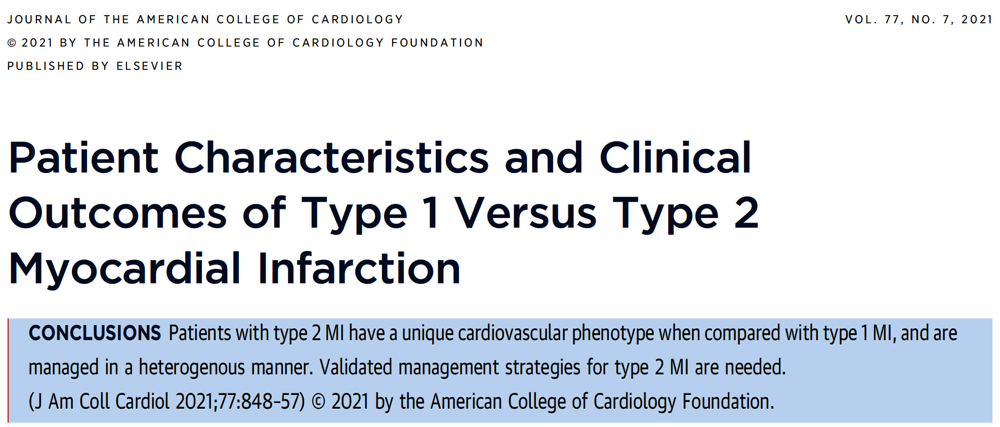 JOURNAL OF THE AMERICAN COLLEGE OF CARDIOLOGY VOL. 77, NO. 7, 2021
© 2021 BY THE AMERICAN COLLEGE OF CARDIOLOGY FOUNDATION
PUBLISHED BY ELSEVIER
Patient Characteristics and Clinical
Outcomes of Type 1 Versus Type 2
Myocardial Infarction
CONCLUSIONS Patients with type 2 MI have a unique cardiovascular phenotype when compared with type 1 MI, and are
managed in a heterogenous manner. Validated management strategies for type 2 MI are needed.
(J Am Coll Cardiol 2021;77:848–57) © 2021 by the American College of Cardiology Foundation.